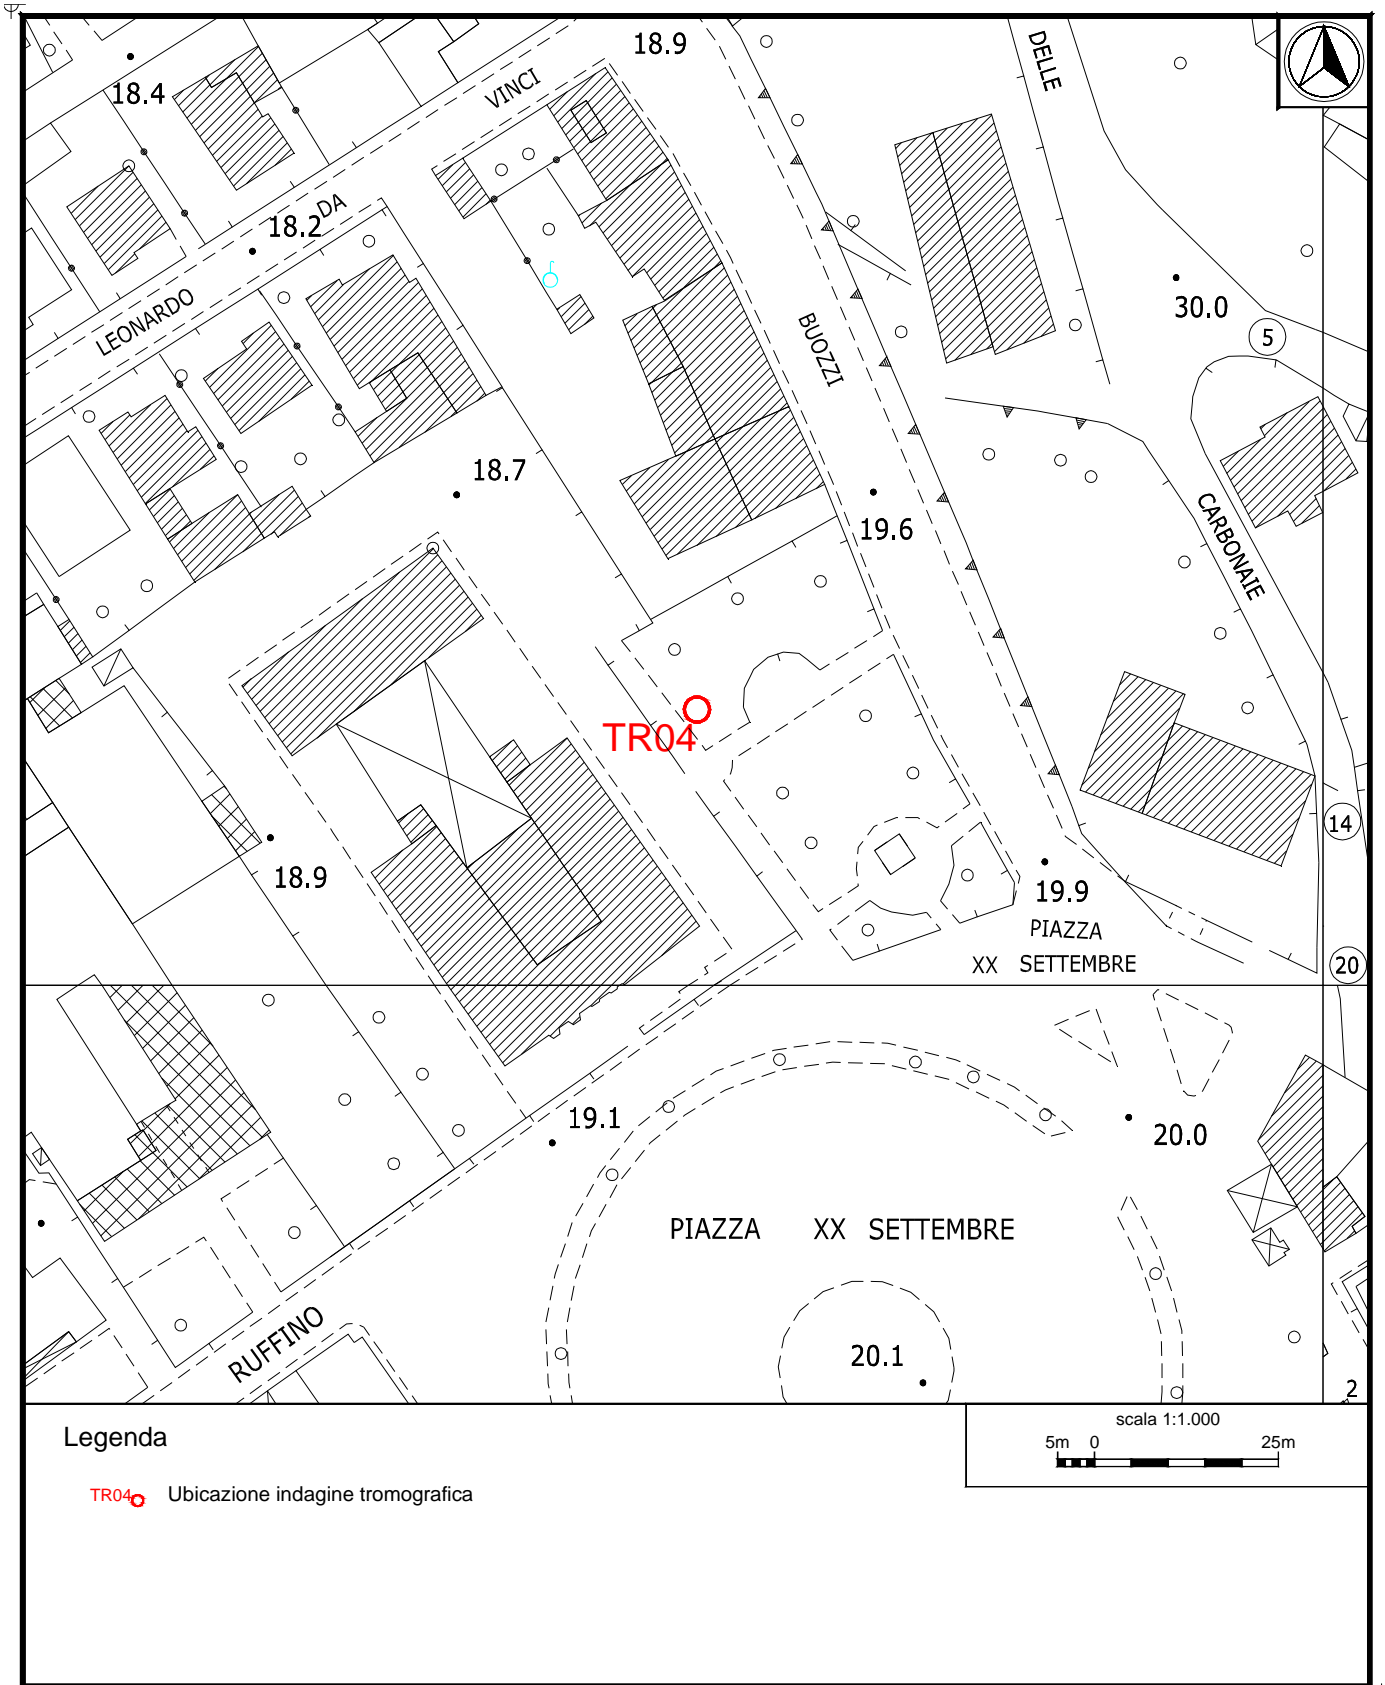 18.9
DELLE
18.4
VINCI
18.2
DA
30.0
LEONARDO
5
BUOZZI
18.7
19.6
CARBONAIE
TR04
14
18.9
19.9
PIAZZA
XX SETTEMBRE
20
19.1
20.0
PIAZZA XX SETTEMBRE
RUFFINO
20.1
2
Legenda
scala 1:1.000
5m 0 25m
TR04 Ubicazione indagine tromografica